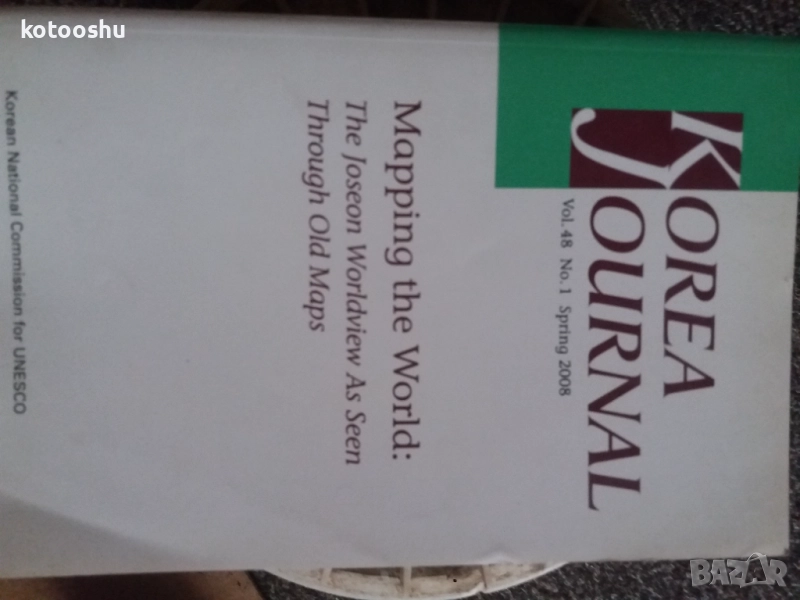 kotooshu
KOREA
JOURNAL
Vol. 48 No. 1 Spring 2008
Mapping the World:
The Joseon Worldview As Seen
Through Old Maps
Korean National Commission for UNESCO
BAZAR